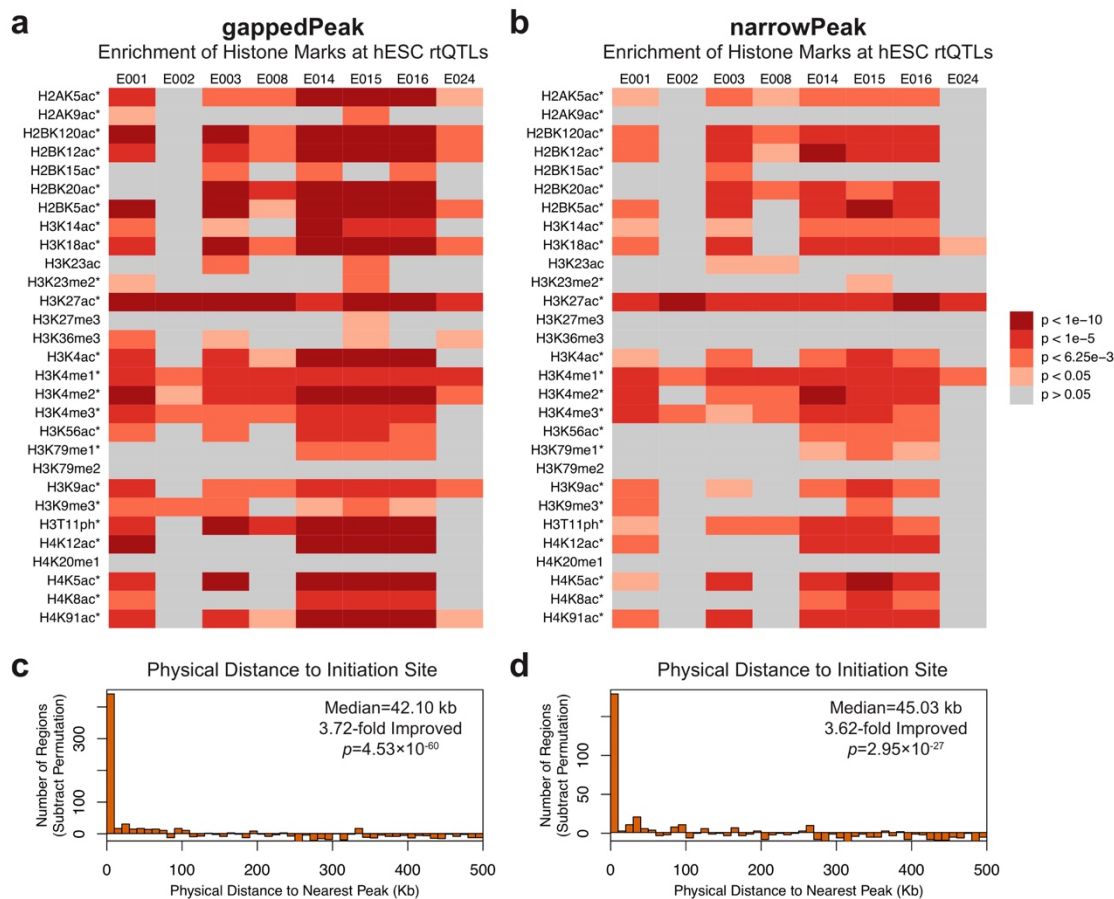 a
gappedPeak
Enrichment of Histone Marks at hESC rtQTLs
E001 E002 E003 E008 E014 E015 E016 E024
H2AK5ac*
H2AK9ac*
H2BK120ac*
H2BK12ac*
H2BK15ac*
H2BK20ac*
H2BK5ac*
H3K14ac*
H3K18ac*
H3K23ac
H3K23me2*
H3K27ac*
H3K27me3
H3K36me3
H3K4ac*
H3K4me1*
H3K4me2*
H3K4me3*
H3K56ac*
H3K79me1*
H3K79me2
H3K9ac*
H3K9me3*
H3T11ph*
H4K12ac*
H4K20me1
H4K5ac*
H4K8ac*
H4K91ac*
b
narrowPeak
Enrichment of Histone Marks at hESC rtQTLs
E001 E002 E003 E008 E014 E015 E016 E024
H2AK5ac*
H2AK9ac*
H2BK120ac*
H2BK12ac*
H2BK15ac*
H2BK20ac*
H2BK5ac*
H3K14ac*
H3K18ac*
H3K23ac
H3K23me2*
H3K27ac*
H3K27me3
H3K36me3
H3K4ac*
H3K4me1*
H3K4me2*
H3K4me3*
H3K56ac*
H3K79me1*
H3K79me2
H3K9ac*
H3K9me3*
H3T11ph*
H4K12ac*
H4K20me1
H4K5ac*
H4K8ac*
H4K91ac*
p < 1e−10
p < 1e−5
p < 6.25e−3
p < 0.05
p > 0.05
c
Physical Distance to Initiation Site
Number of Regions
(Subtract Permutation)
0 100 300
Median=42.10 kb
3.72-fold Improved
p=4.53×10⁻⁶⁰
0 100 200 300 400 500
Physical Distance to Nearest Peak (Kb)
d
Physical Distance to Initiation Site
Number of Regions
(Subtract Permutation)
0 50 150
Median=45.03 kb
3.62-fold Improved
p=2.95×10⁻²⁷
0 100 200 300 400 500
Physical Distance to Nearest Peak (Kb)